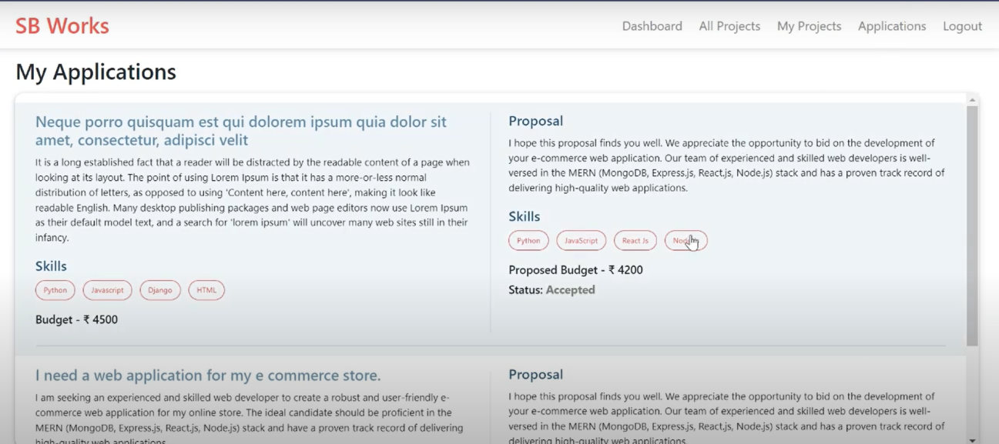 SB Works
Dashboard All Projects My Projects Applications Logout
My Applications
Neque porro quisquam est qui dolorem ipsum quia dolor sit
amet, consectetur, adipisci velit
It is a long established fact that a reader will be distracted by the readable content of a page when
looking at its layout. The point of using Lorem Ipsum is that it has a more-or-less normal
distribution of letters, as opposed to using 'Content here, content here', making it look like
readable English. Many desktop publishing packages and web page editors now use Lorem Ipsum
as their default model text, and a search for 'lorem ipsum' will uncover many web sites still in their
infancy.
Skills
Python Javascript Django HTML
Budget - ₹ 4500
Proposal
I hope this proposal finds you well. We appreciate the opportunity to bid on the development of
your e-commerce web application. Our team of experienced and skilled web developers is well-
versed in the MERN (MongoDB, Express.js, React.js, Node.js) stack and has a proven track record of
delivering high-quality web applications.
Skills
Python JavaScript React Js
Proposed Budget - ₹ 4200
Status: Accepted
I need a web application for my e commerce store.
I am seeking an experienced and skilled web developer to create a robust and user-friendly e-
commerce web application for my online store. The ideal candidate should be proficient in the
MERN (MongoDB, Express.js, React.js, Node.js) stack and have a proven track record of delivering
high-quality web applications
Proposal
I hope this proposal finds you well. We appreciate the opportunity to bid on the development of
your e-commerce web application. Our team of experienced and skilled web developers is well-
versed in the MERN (MongoDB, Express.js, React.js, Node.js) stack and has a proven track record of
delivering high-quality web applications.